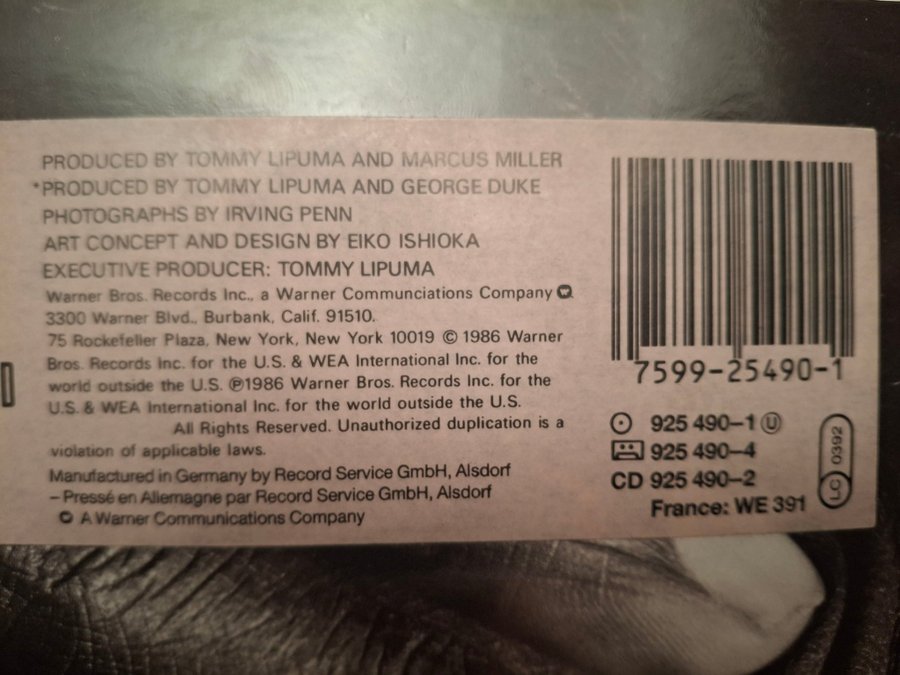 PRODUCED BY TOMMY LIPUMA AND MARCUS MILLER
*PRODUCED BY TOMMY LIPUMA AND GEORGE DUKE
PHOTOGRAPHS BY IRVING PENN
ART CONCEPT AND DESIGN BY EIKO ISHIOKA
EXECUTIVE PRODUCER: TOMMY LIPUMA
Warner Bros. Records Inc., a Warner Communciations Company
3300 Warner Blvd., Burbank, Calif. 91510.
75 Rockefeller Plaza, New York, New York 10019 © 1986 Warner
Bros. Records Inc. for the U.S. & WEA International Inc. for the
world outside the U.S. ℗1986 Warner Bros. Records Inc. for the
U.S. & WEA International Inc. for the world outside the U.S.
All Rights Reserved. Unauthorized duplication is a
violation of applicable laws.
Manufactured in Germany by Record Service GmbH, Alsdorf
– Pressé en Allemagne par Record Service GmbH, Alsdorf
A Warner Communications Company
7599-25490-1
925 490–1 Ⓤ
925 490–4
CD 925 490–2
France: WE 391
LC 0392